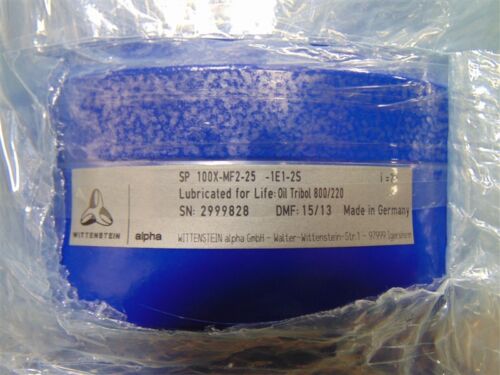 SP 100X-MF2-25 -1E1-2S i =
Lubricated for Life: Oil Tribol 800/220
SN: 2999828 DMF: 15/13 Made in Germany
WITTENSTEIN alpha
WITTENSTEIN alpha GmbH - Walter-Wittenstein-Str.1 - 97999 Igersheim